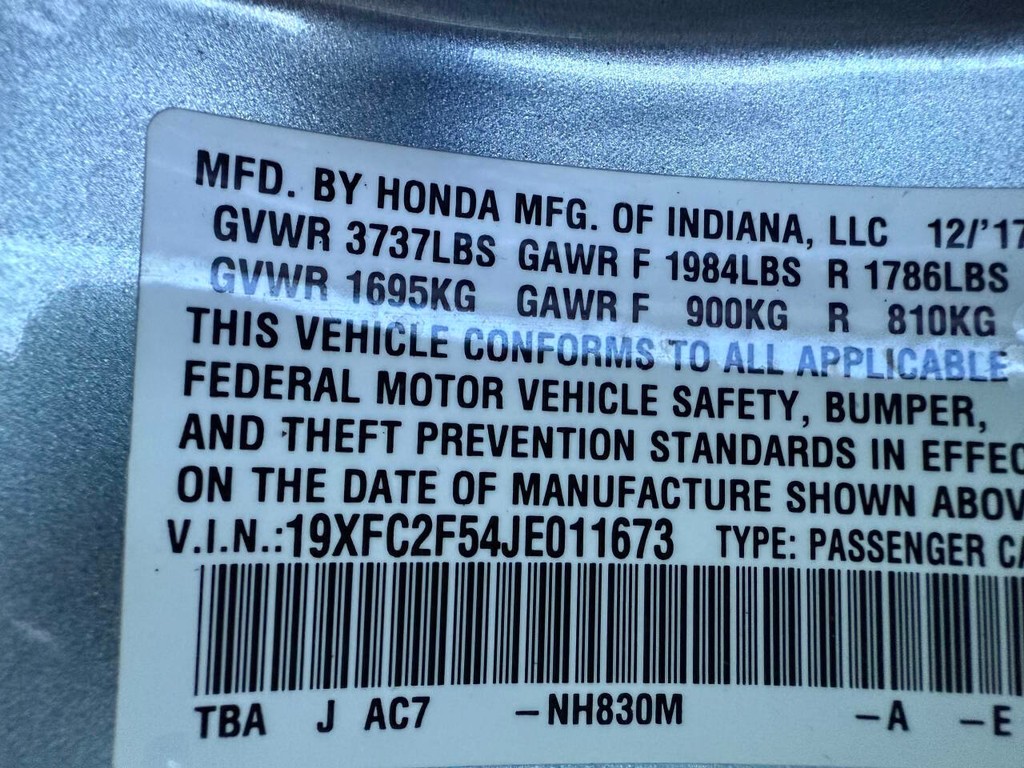 MFD. BY HONDA MFG. OF INDIANA, LLC 12/'17
GVWR 3737LBS GAWR F 1984LBS R 1786LBS
GVWR 1695KG GAWR F 900KG R 810KG
THIS VEHICLE CONFORMS TO ALL APPLICABLE
FEDERAL MOTOR VEHICLE SAFETY, BUMPER,
AND THEFT PREVENTION STANDARDS IN EFFEC
ON THE DATE OF MANUFACTURE SHOWN ABOV
V.I.N.:19XFC2F54JE011673 TYPE: PASSENGER CA
TBA J AC7 –NH830M –A –E